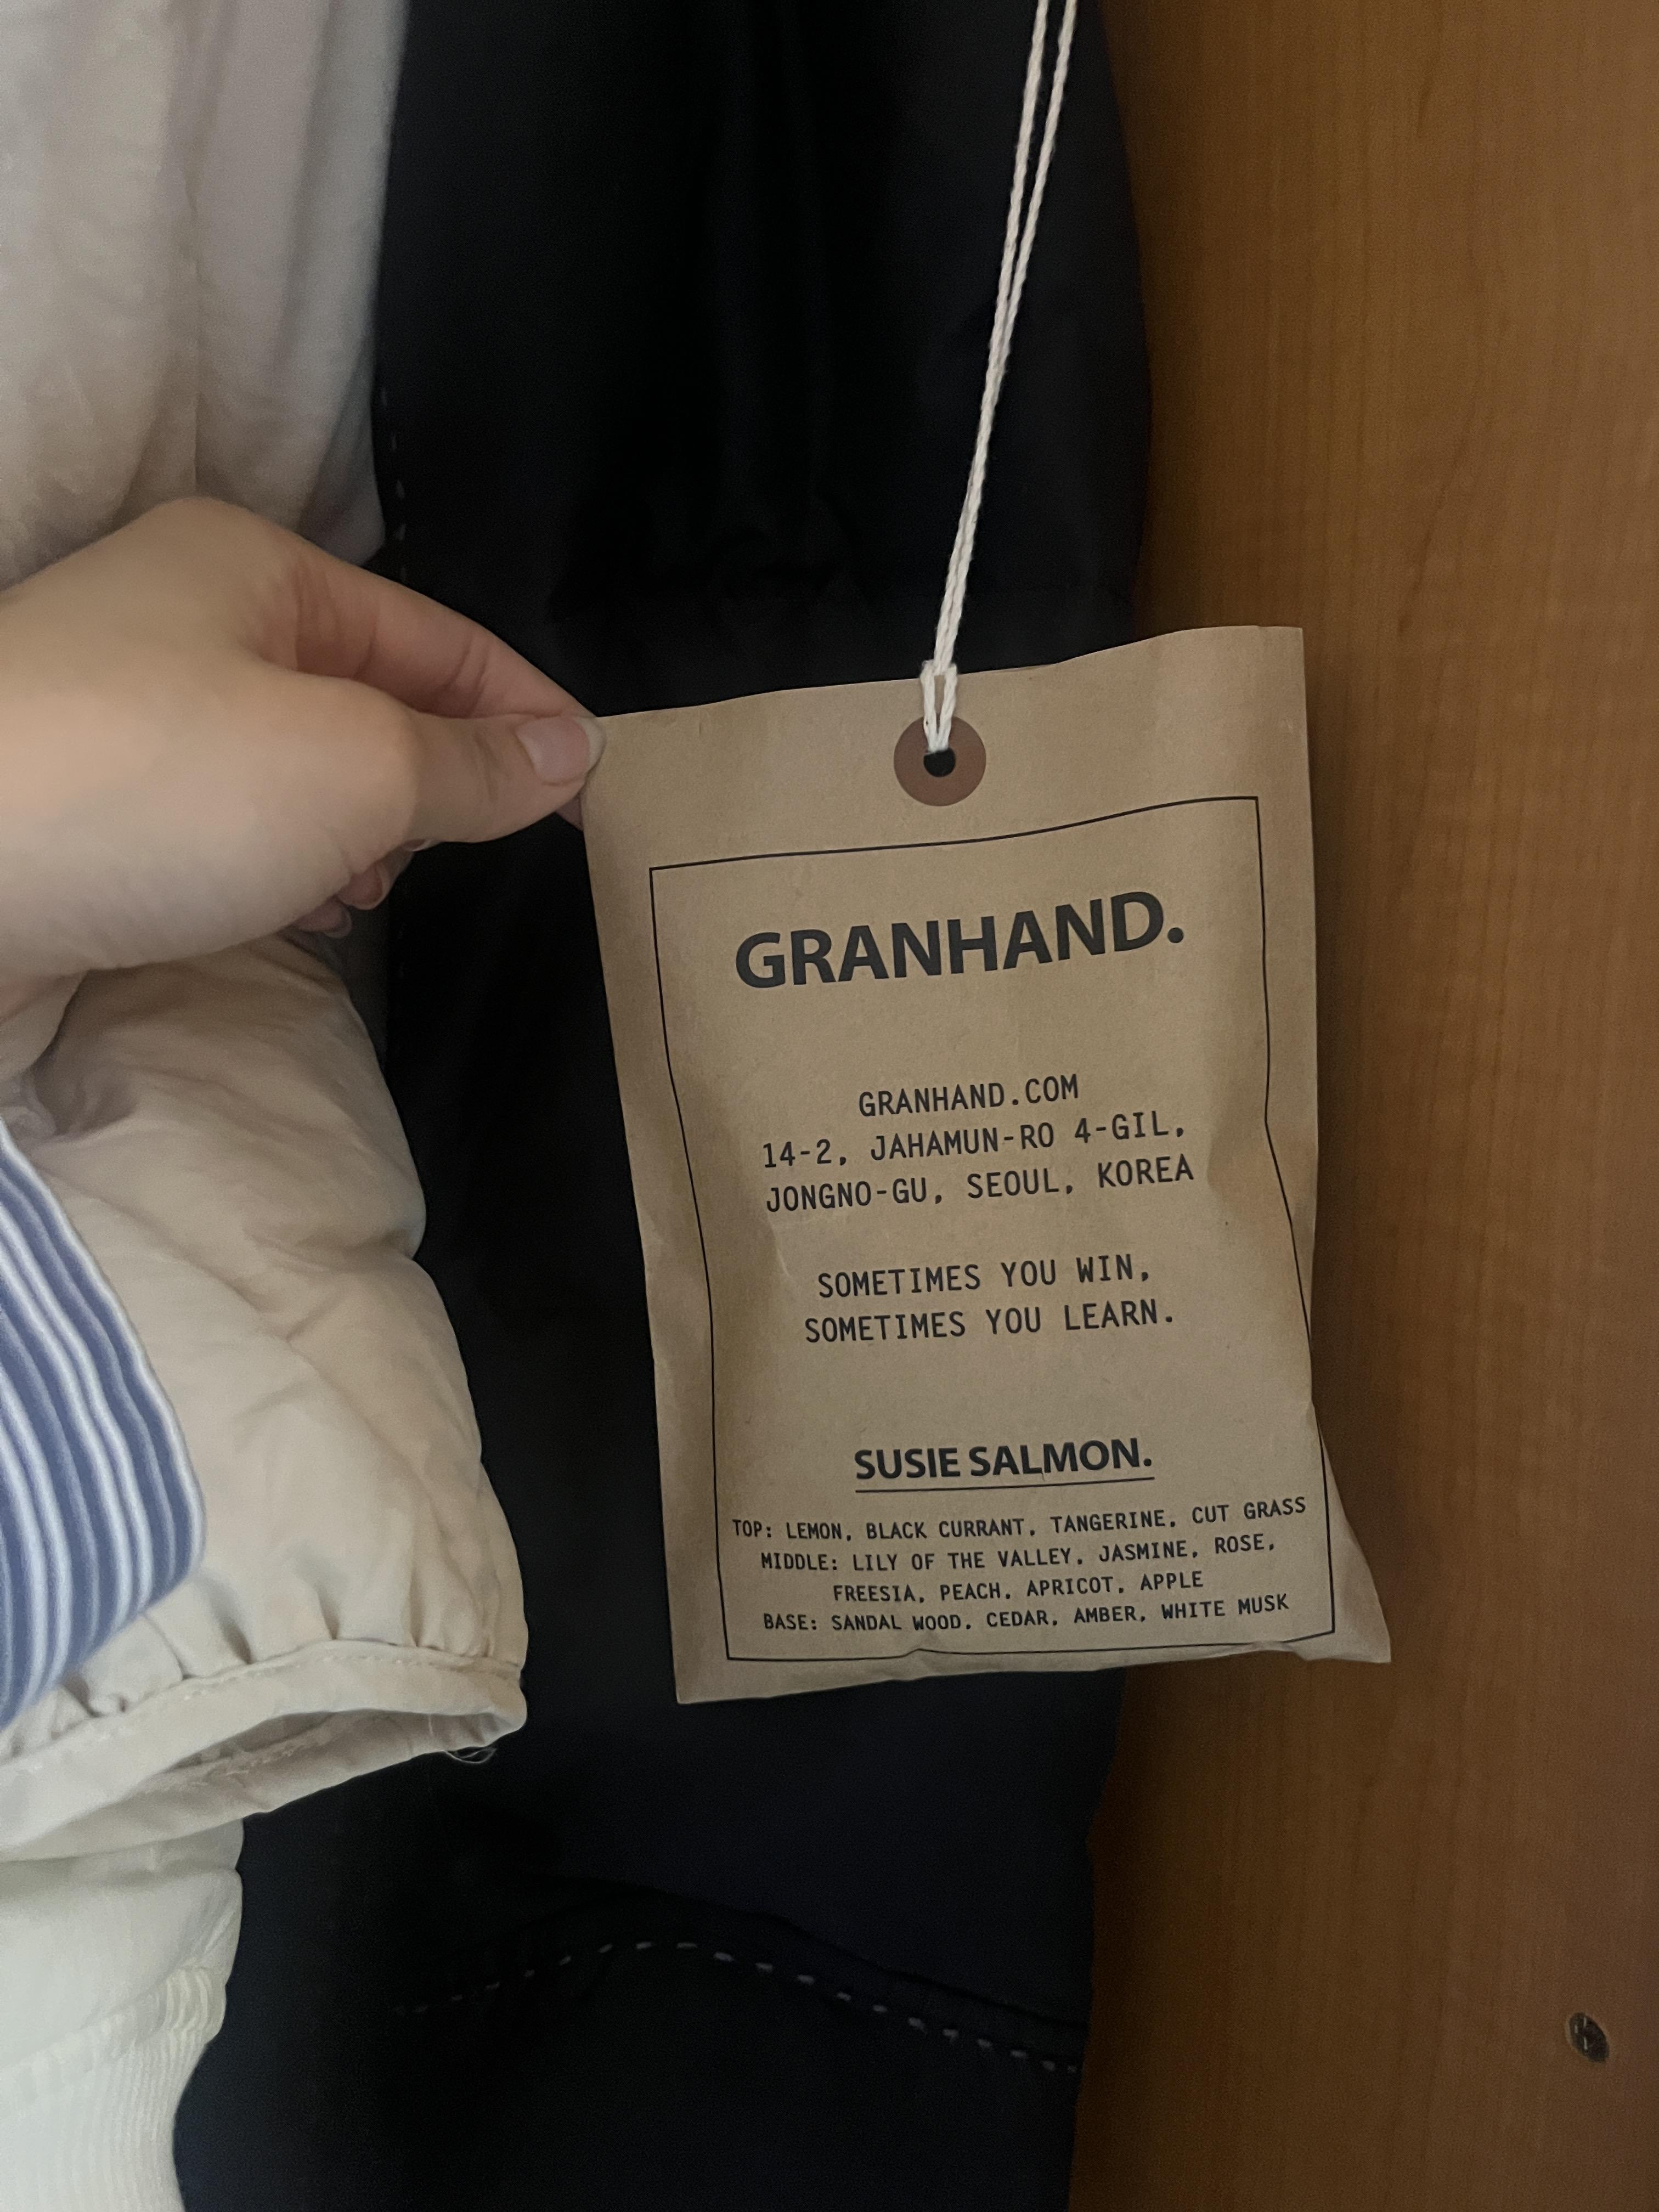 GRANHAND.
GRANHAND.COM
14-2, JAHAMUN-RO 4-GIL,
JONGNO-GU, SEOUL, KOREA
SOMETIMES YOU WIN,
SOMETIMES YOU LEARN.
SUSIE SALMON.
TOP: LEMON, BLACK CURRANT, TANGERINE, CUT GRASS
MIDDLE: LILY OF THE VALLEY, JASMINE, ROSE,
FREESIA, PEACH, APRICOT, APPLE
BASE: SANDAL WOOD, CEDAR, AMBER, WHITE MUSK